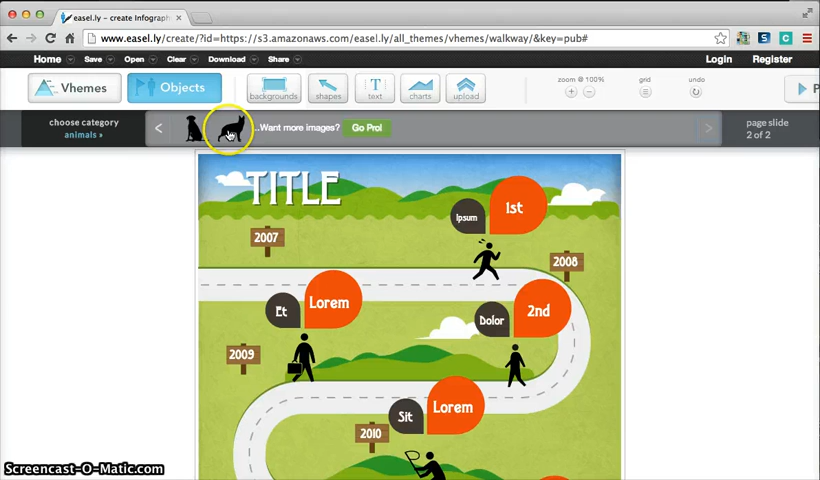 easel.ly - create Infograph
www.easel.ly/create/?id=https://s3.amazonaws.com/easel.ly/all_themes/vhemes/walkway/&key=pub#
Home Save Open Clear Download Share Login Register
Vhemes Objects backgrounds shapes text charts upload zoom @ 100% grid undo P
T
choose category
animals »
...Want more images? Go Pro!
page slide
2 of 2
TITLE
1st
Ipsum
2007
2008
Lorem
Et
2nd
Dolor
2009
Lorem
Sit
2010
Screencast-O-Matic.com